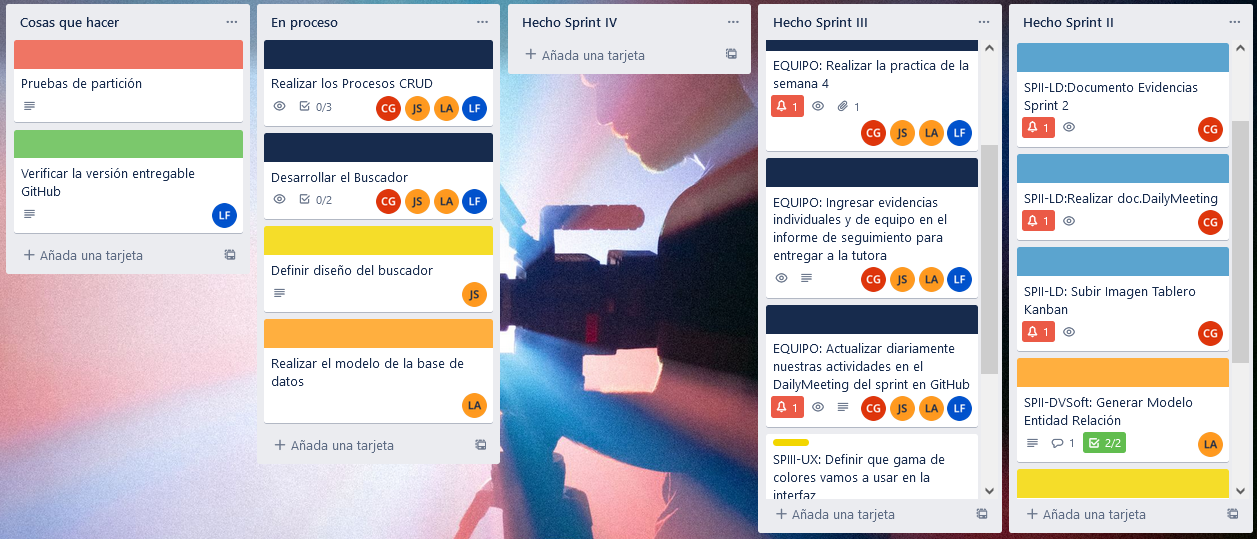 Cosas que hacer
Pruebas de partición
Verificar la versión entregable
GitHub
LF
Añada una tarjeta
En proceso
Realizar los Procesos CRUD
0/3
CG JS LA LF
Desarrollar el Buscador
0/2
CG JS LA LF
Definir diseño del buscador
JS
Realizar el modelo de la base de
datos
LA
Añada una tarjeta
Hecho Sprint IV
Añada una tarjeta
Hecho Sprint III
EQUIPO: Realizar la practica de la
semana 4
1 1
CG JS LA LF
EQUIPO: Ingresar evidencias
individuales y de equipo en el
informe de seguimiento para
entregar a la tutora
CG JS LA LF
EQUIPO: Actualizar diariamente
nuestras actividades en el
DailyMeeting del sprint en GitHub
1 CG JS LA LF
SPIII-UX: Definir que gama de
colores vamos a usar en la
interfaz
Añada una tarjeta
Hecho Sprint II
SPII-LD:Documento Evidencias
Sprint 2
1 CG
SPII-LD:Realizar doc.DailyMeeting
1 CG
SPII-LD: Subir Imagen Tablero
Kanban
1 CG
SPII-DVSoft: Generar Modelo
Entidad Relación
1 2/2 LA
Añada una tarjeta